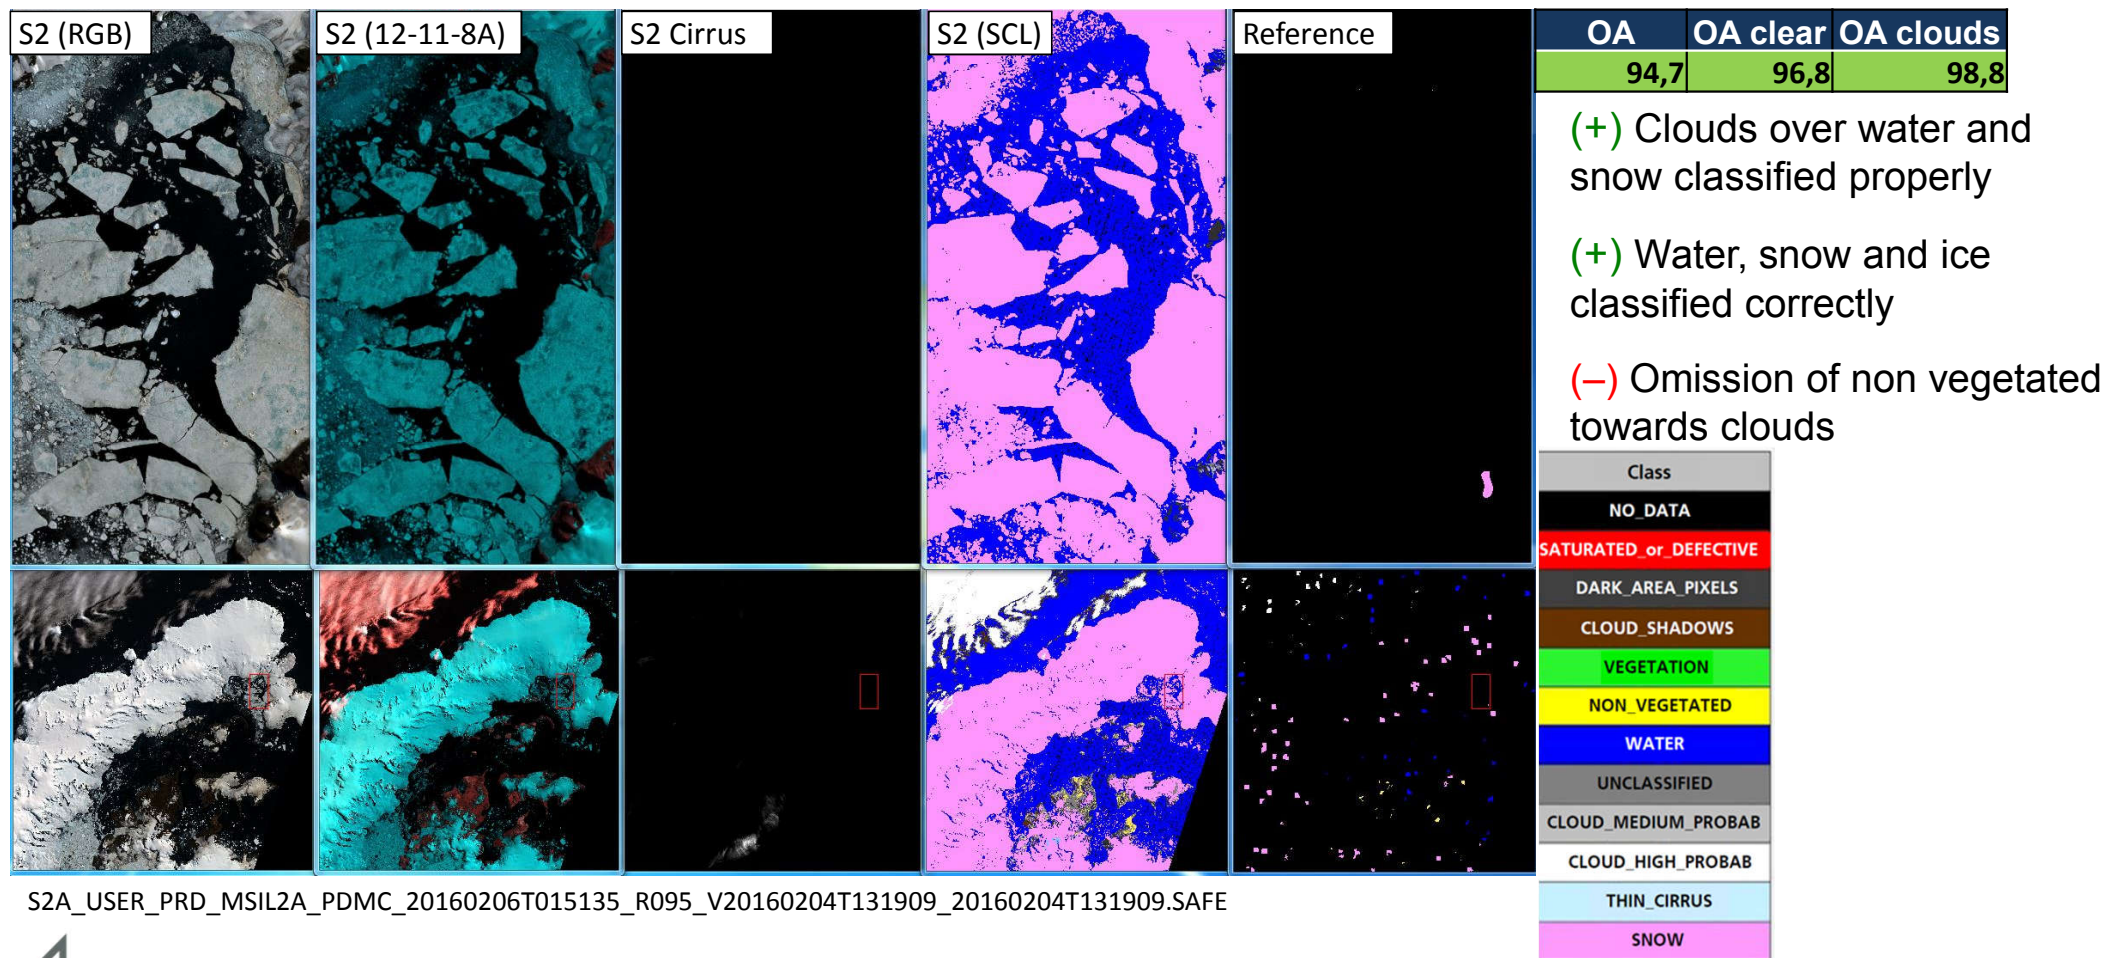 S2 (RGB)
S2 (12-11-8A)
S2 Cirrus
S2 (SCL)
Reference
OA OA clear OA clouds
94,7 96,8 98,8
(+) Clouds over water and
snow classified properly
(+) Water, snow and ice
classified correctly
(–) Omission of non vegetated
towards clouds
Class
NO_DATA
SATURATED_or_DEFECTIVE
DARK_AREA_PIXELS
CLOUD_SHADOWS
VEGETATION
NON_VEGETATED
WATER
UNCLASSIFIED
CLOUD_MEDIUM_PROBAB
CLOUD_HIGH_PROBAB
THIN_CIRRUS
SNOW
S2A_USER_PRD_MSIL2A_PDMC_20160206T015135_R095_V20160204T131909_20160204T131909.SAFE